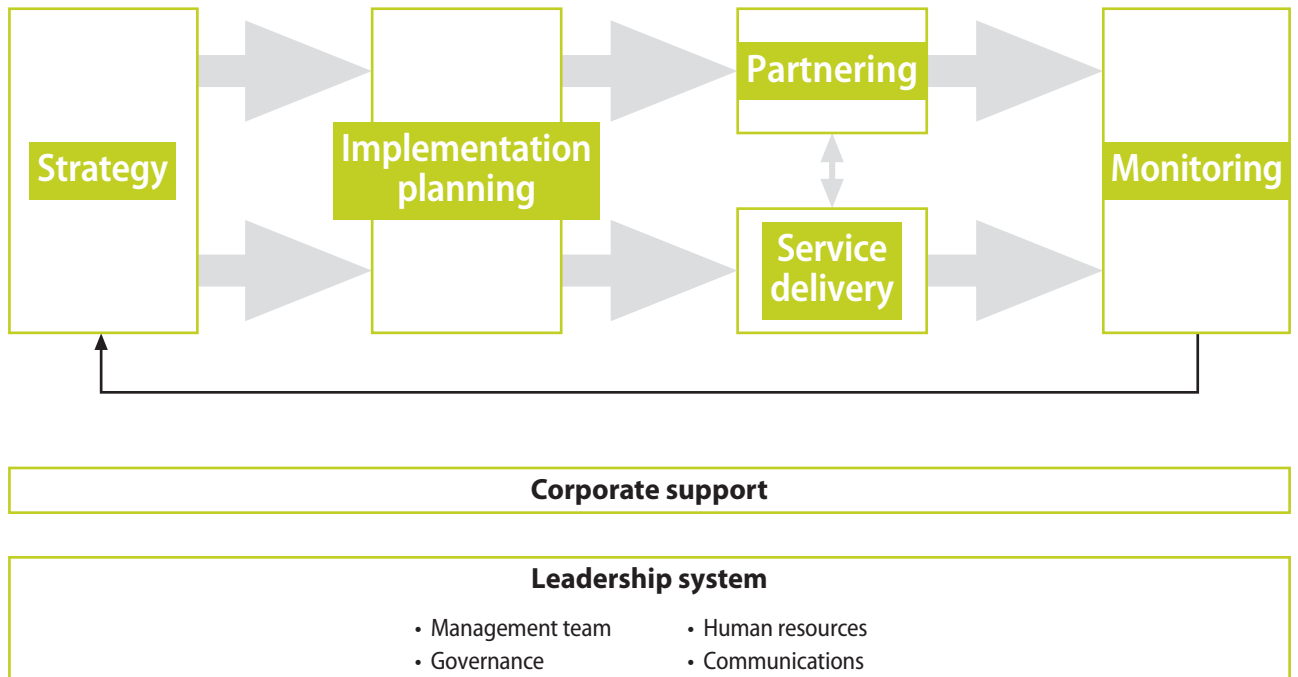 Strategy
Implementation
planning
Partnering
Service
delivery
Monitoring
Corporate support
Leadership system
• Management team
• Governance
• Human resources
• Communications